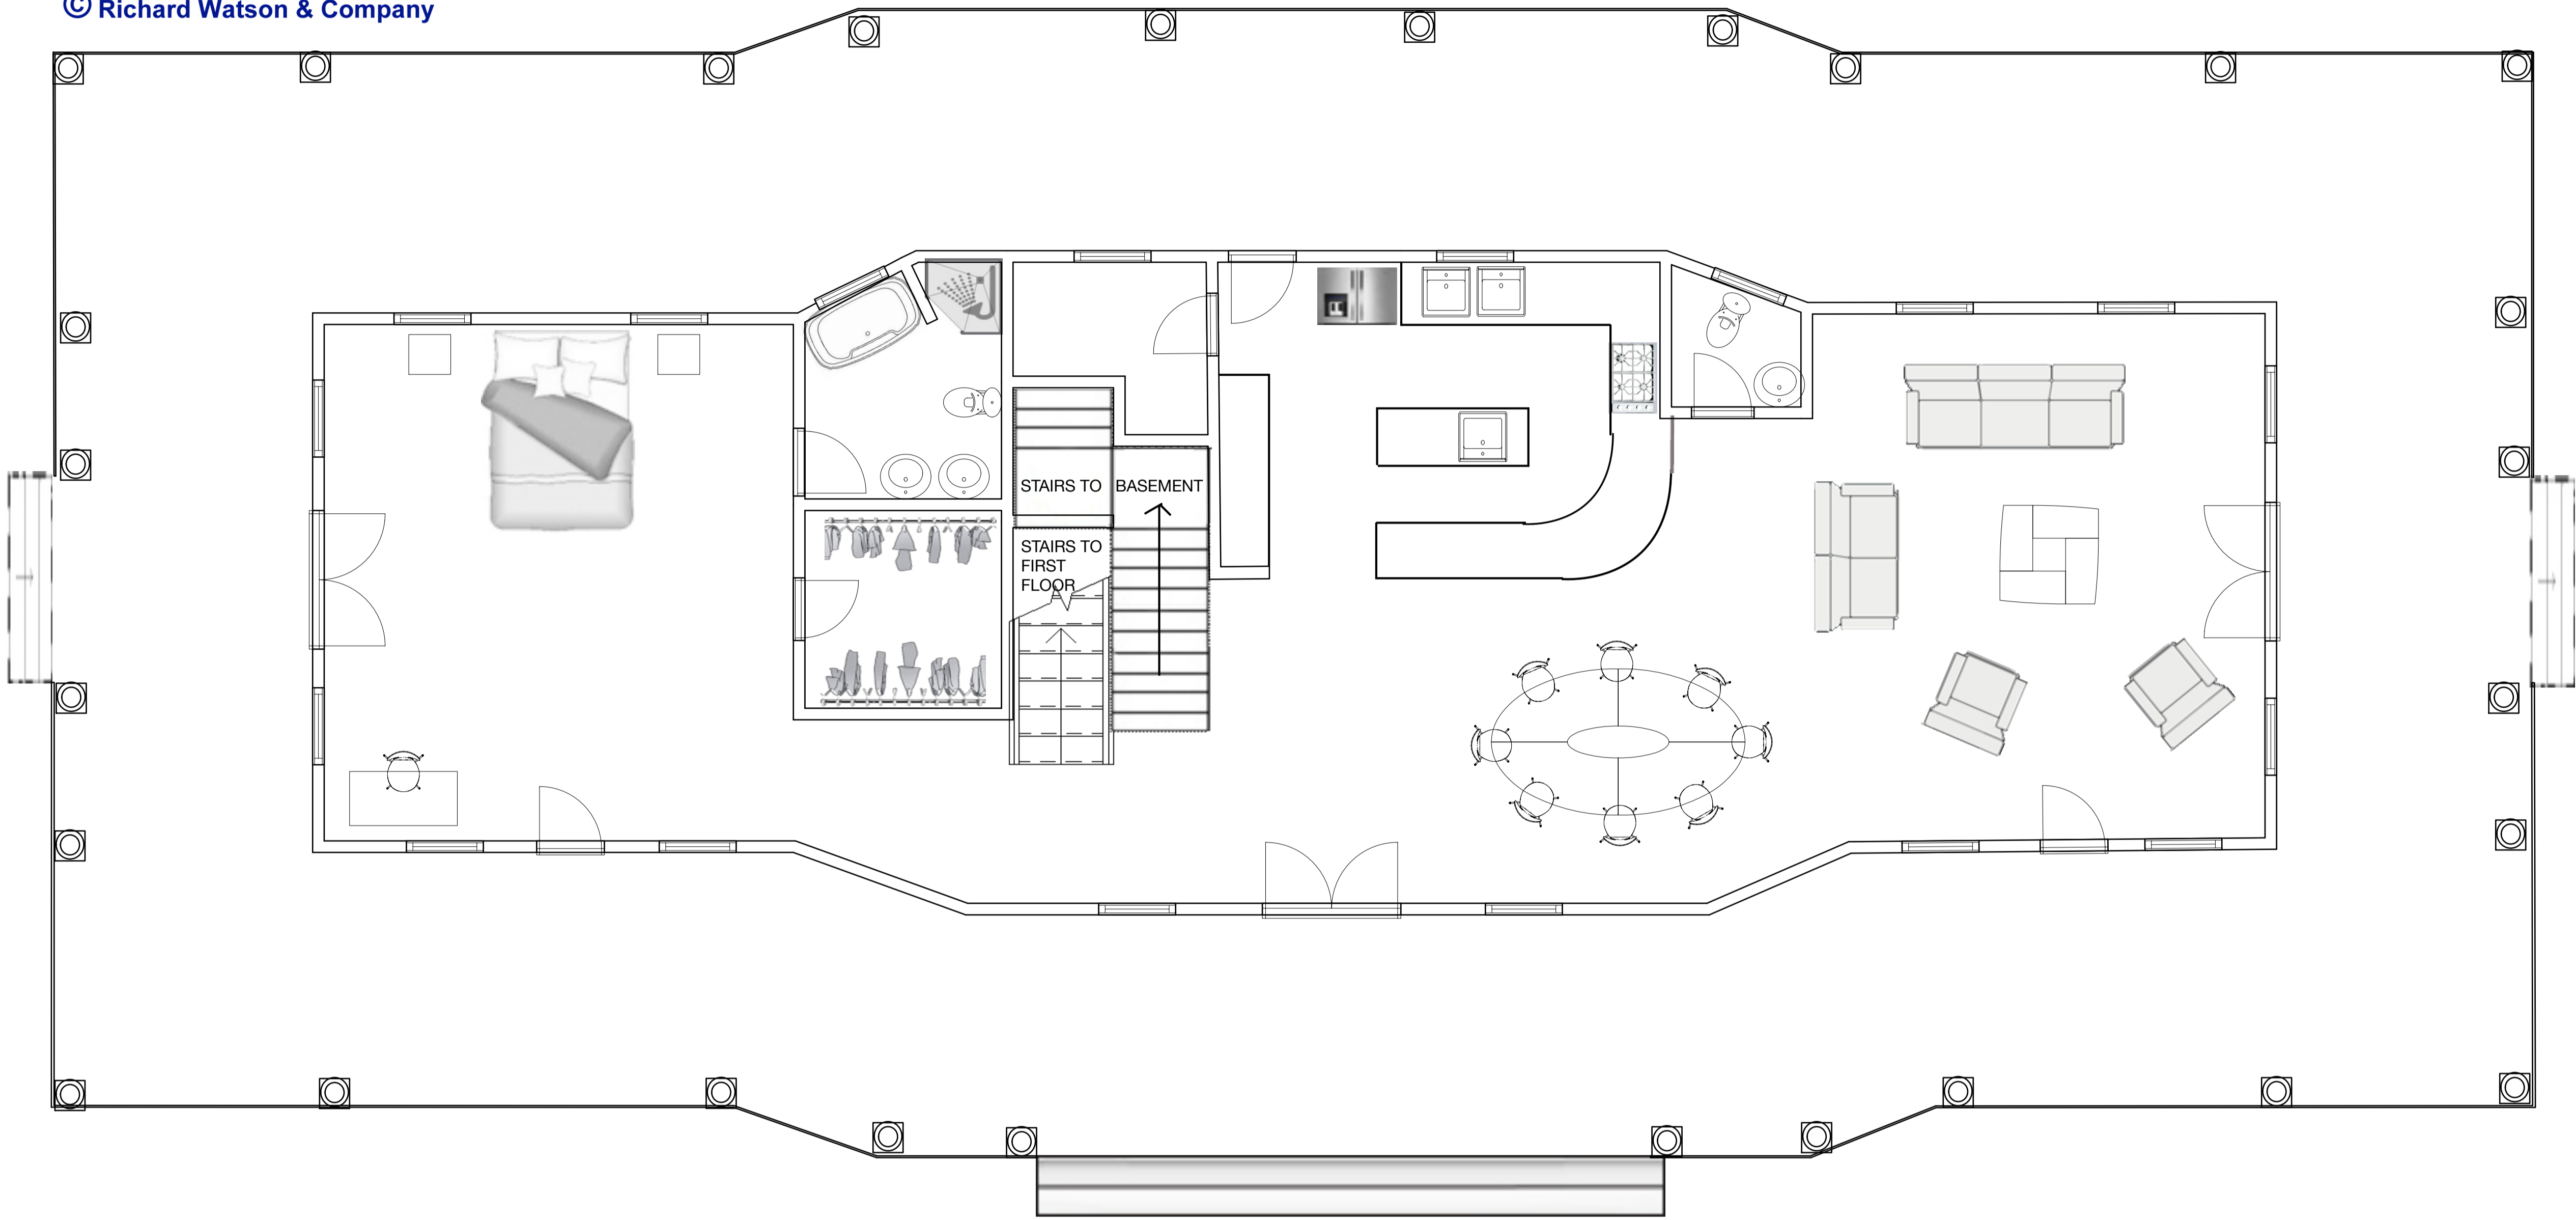 © Richard Watson & Company
STAIRS TO BASEMENT
STAIRS TO
FIRST
FLOOR